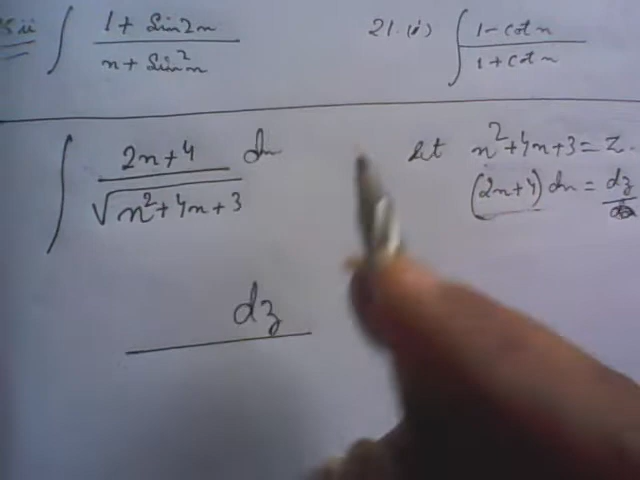 ii ∫ (1 + Sin2x)/(x + Sin²x)
21.(i) ∫ (1 - cot x)/(1 + cot x)
∫ (2x+4)/√(x²+4x+3) dx
let x²+4x+3 = z.
(2x+4) dx = dz
dz